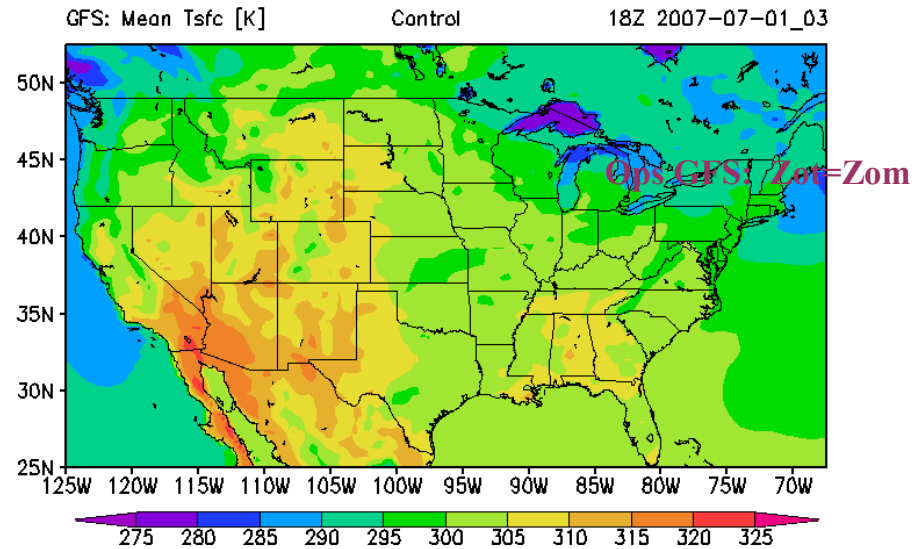 GFS: Mean Tsfc [K] Control 18Z 2007-07-01_03
50N
45N
Ops GFS: Zot=Zom
40N
35N
30N
25N
125W 120W 115W 110W 105W 100W 95W 90W 85W 80W 75W 70W
275 280 285 290 295 300 305 310 315 320 325